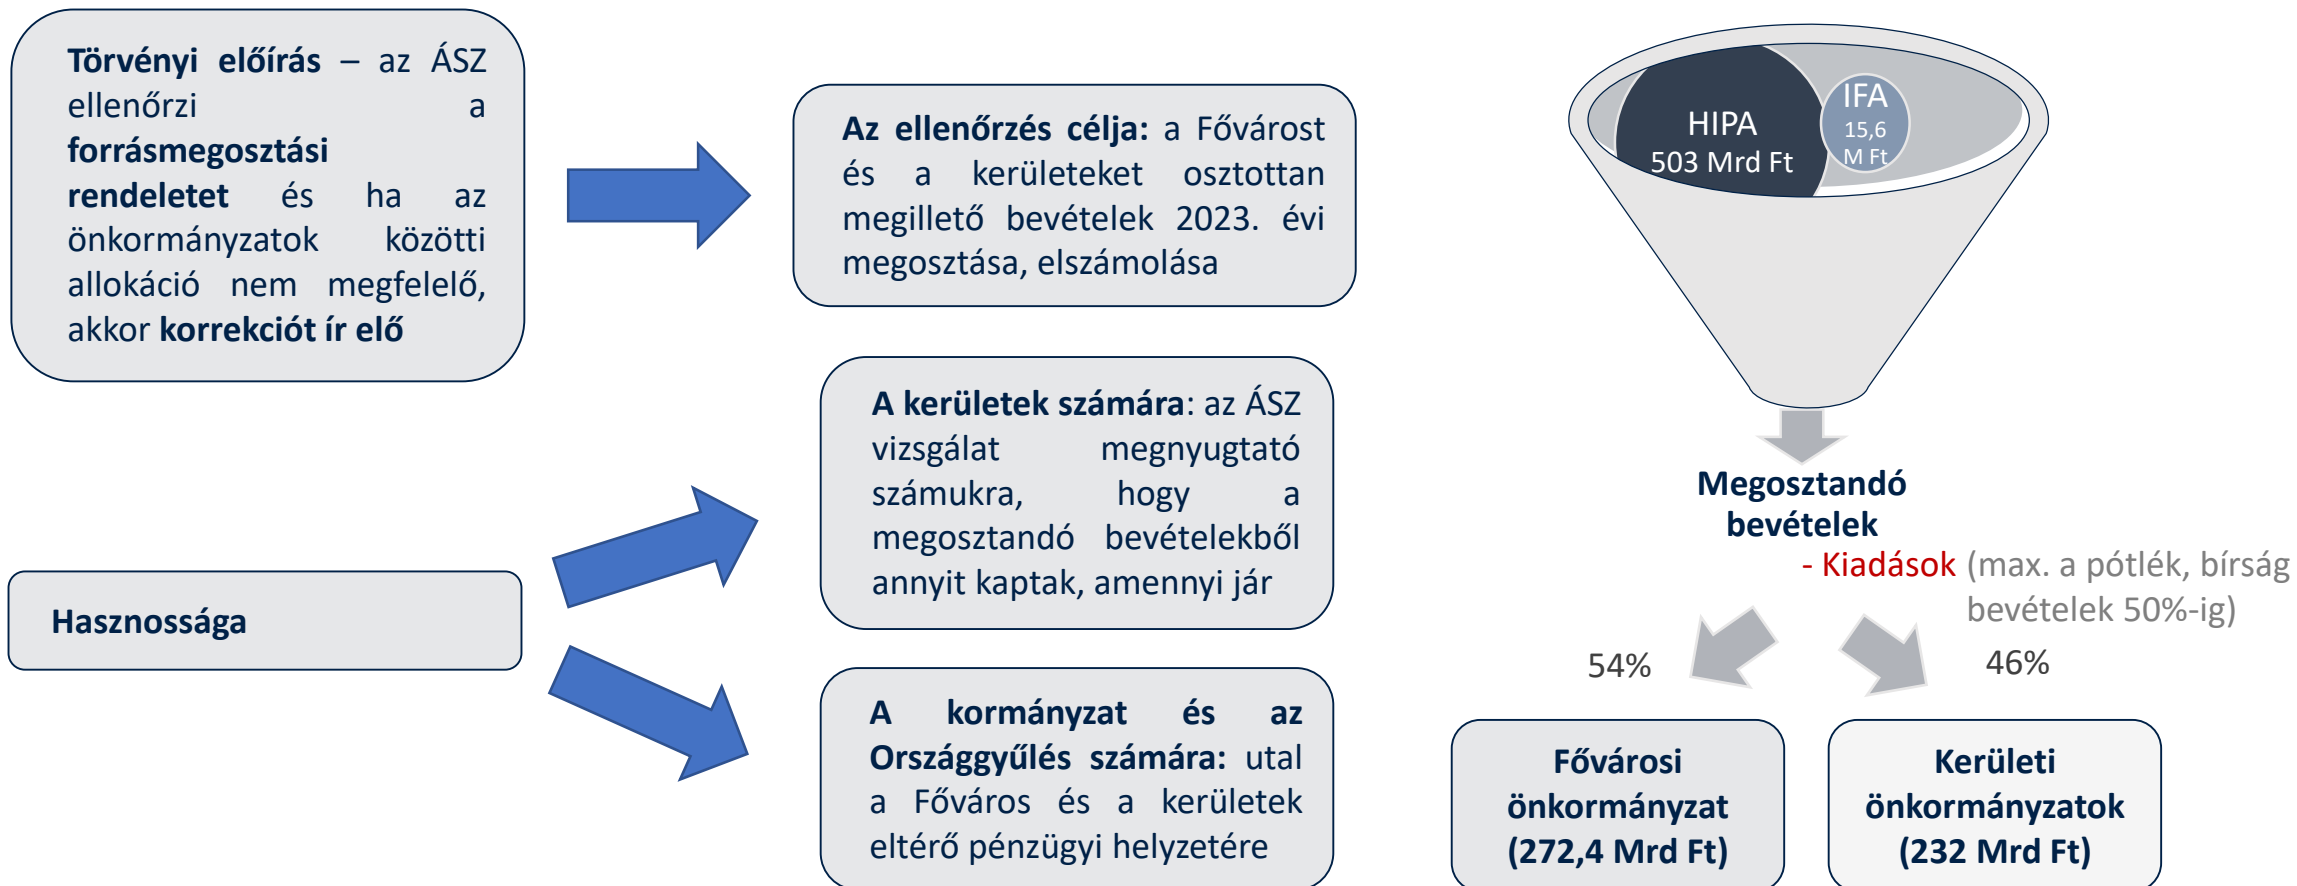 Törvényi előírás – az ÁSZ
ellenőrzi a
forrásmegosztási
rendeletet és ha az
önkormányzatok közötti
allokáció nem megfelelő,
akkor korrekciót ír elő
Az ellenőrzés célja: a Fővárost
és a kerületeket osztottan
megillető bevételek 2023. évi
megosztása, elszámolása
Hasznossága
A kerületek számára: az ÁSZ
vizsgálat megnyugtató
számukra, hogy a
megosztandó bevételekből
annyit kaptak, amennyi jár
A kormányzat és az
Országgyűlés számára: utal
a Főváros és a kerületek
eltérő pénzügyi helyzetére
HIPA
503 Mrd Ft
IFA
15,6
M Ft
Megosztandó
bevételek
- Kiadások (max. a pótlék, bírság
bevételek 50%-ig)
54%
46%
Fővárosi
önkormányzat
(272,4 Mrd Ft)
Kerületi
önkormányzatok
(232 Mrd Ft)